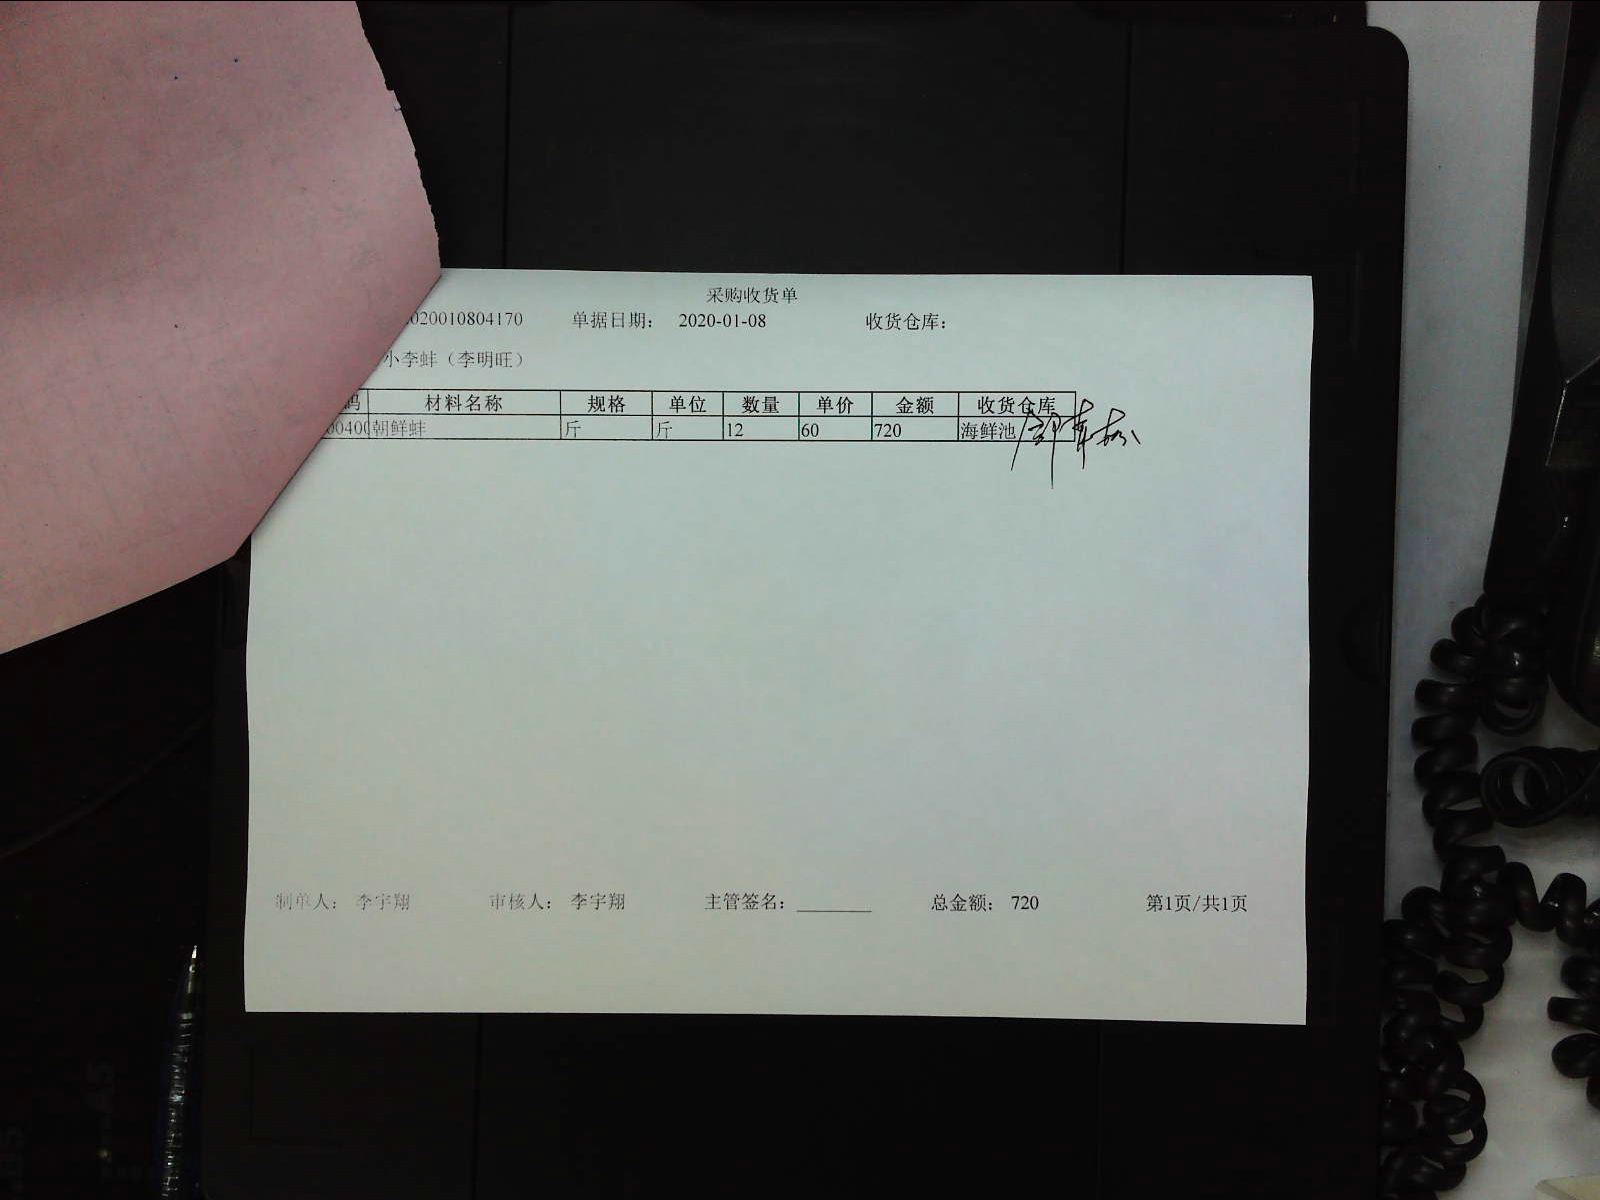 采购收货单
020010804170 单据日期： 2020-01-08 收货仓库：
小李蚌（李明旺）
码 材料名称 规格 单位 数量 单价 金额 收货仓库
00400 朝鲜蚌 斤 斤 12 60 720 海鲜池
制单人： 李宇翔 审核人： 李宇翔 主管签名： 总金额： 720 第1页/共1页